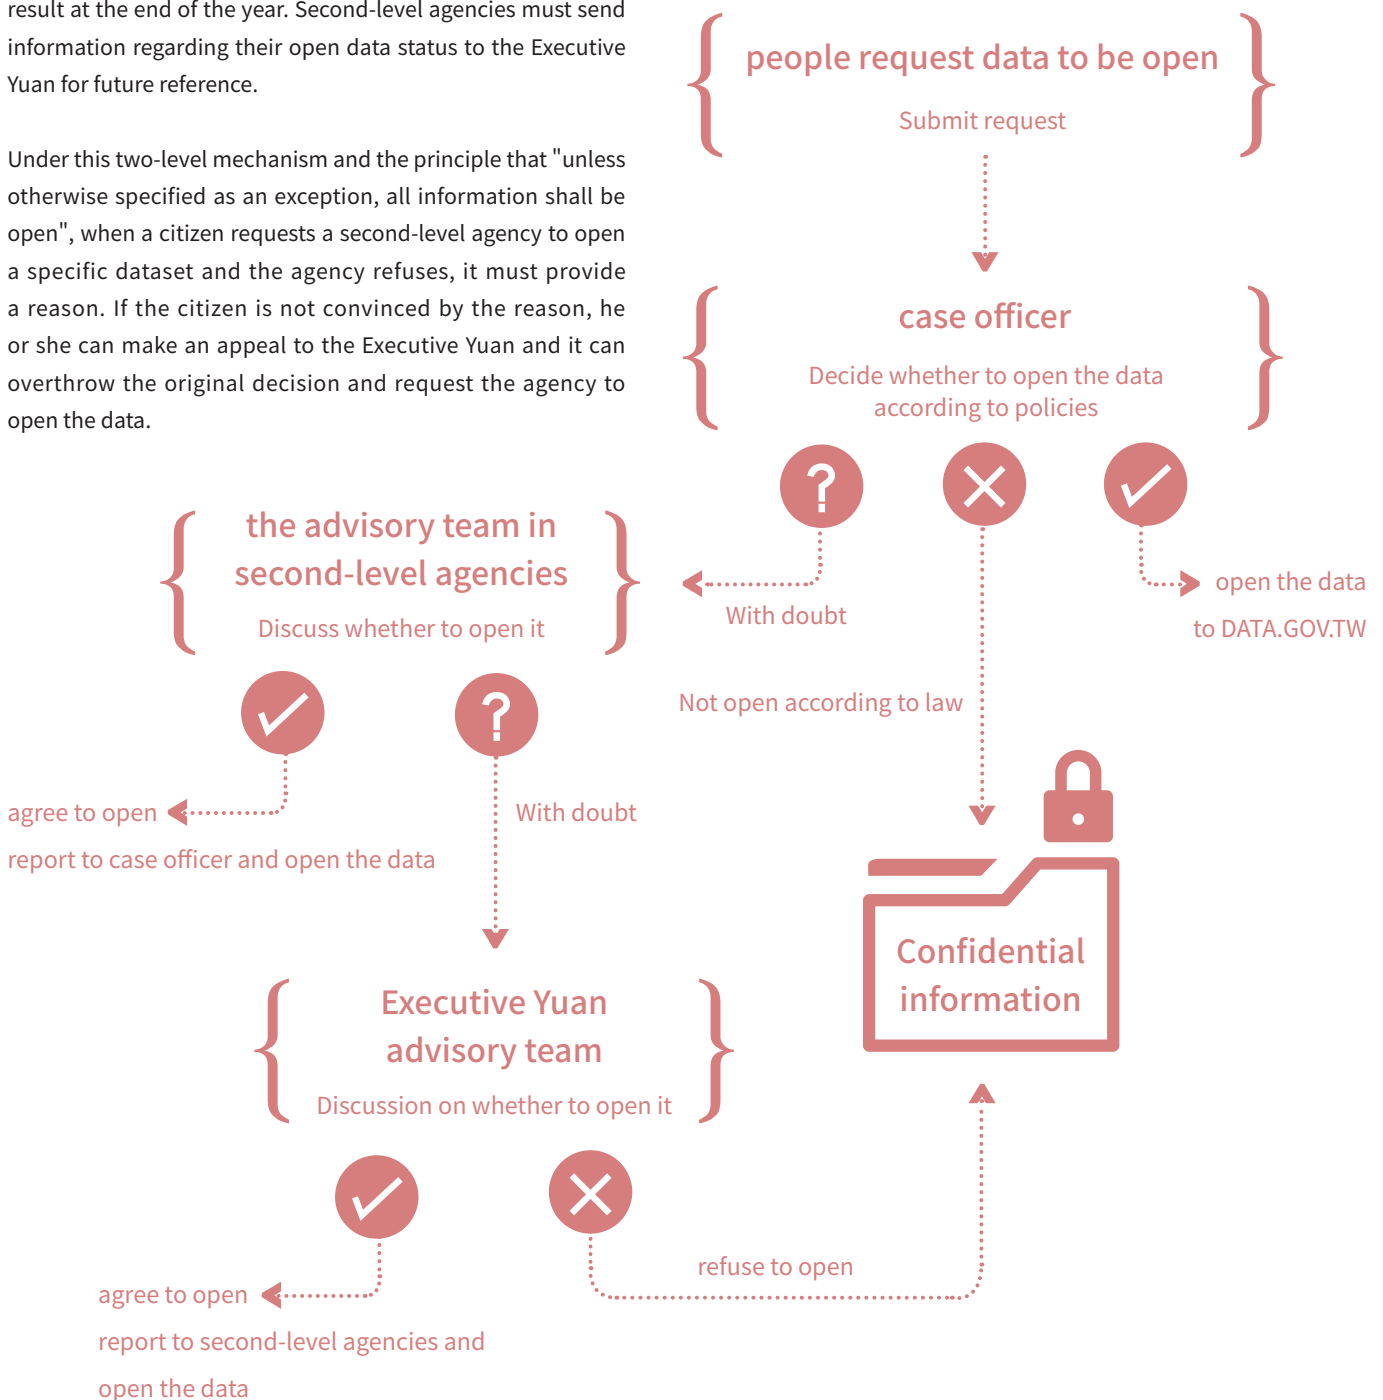 result at the end of the year. Second-level agencies must send
information regarding their open data status to the Executive
Yuan for future reference.
Under this two-level mechanism and the principle that "unless
otherwise specified as an exception, all information shall be
open", when a citizen requests a second-level agency to open
a specific dataset and the agency refuses, it must provide
a reason. If the citizen is not convinced by the reason, he
or she can make an appeal to the Executive Yuan and it can
overthrow the original decision and request the agency to
open the data.
people request data to be open
Submit request
case officer
Decide whether to open the data
according to policies
?
With doubt
Not open according to law
open the data
to DATA.GOV.TW
the advisory team in
second-level agencies
Discuss whether to open it
?
agree to open
report to case officer and open the data
With doubt
Confidential
information
Executive Yuan
advisory team
Discussion on whether to open it
refuse to open
agree to open
report to second-level agencies and
open the data